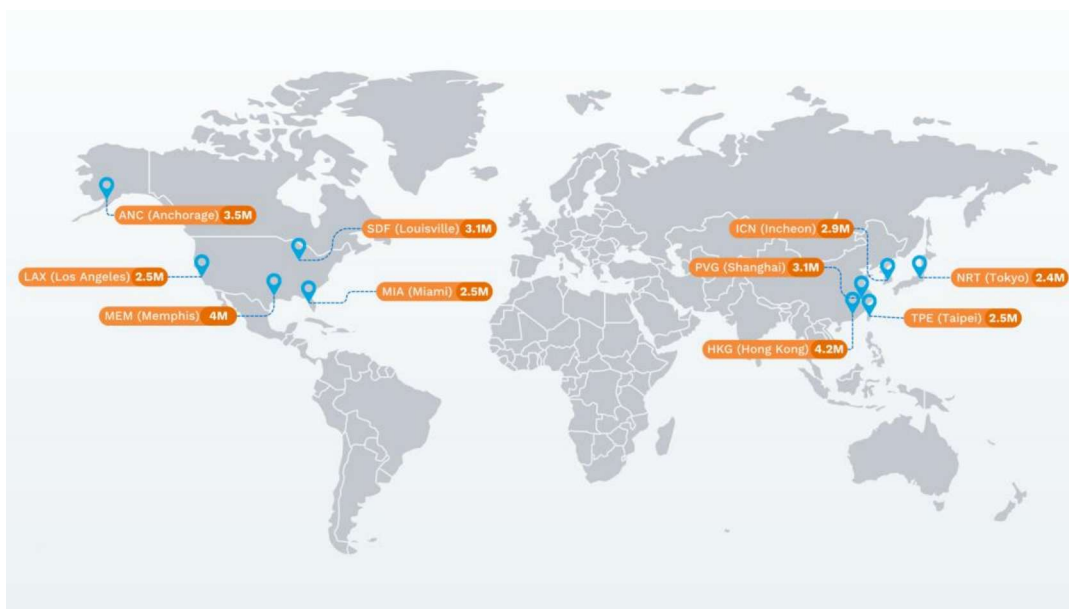 ANC (Anchorage) 3.5M
SDF (Louisville) 3.1M
ICN (Incheon) 2.9M
LAX (Los Angeles) 2.5M
PVG (Shanghai) 3.1M
NRT (Tokyo) 2.4M
MIA (Miami) 2.5M
MEM (Memphis) 4M
TPE (Taipei) 2.5M
HKG (Hong Kong) 4.2M